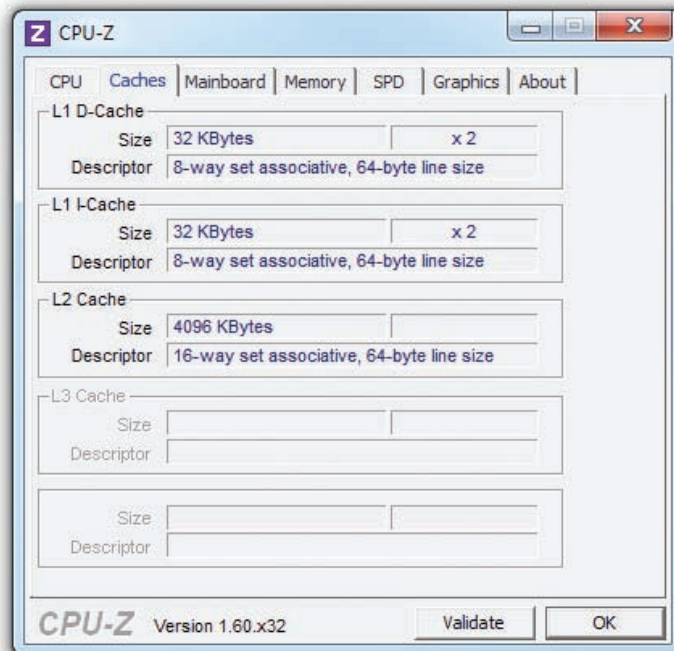 Z CPU-Z
CPU Caches Mainboard Memory SPD Graphics About
L1 D-Cache
Size 32 KBytes x 2
Descriptor 8-way set associative, 64-byte line size
L1 I-Cache
Size 32 KBytes x 2
Descriptor 8-way set associative, 64-byte line size
L2 Cache
Size 4096 KBytes
Descriptor 16-way set associative, 64-byte line size
L3 Cache
Size
Descriptor
Size
Descriptor
CPU-Z Version 1.60.x32 Validate OK